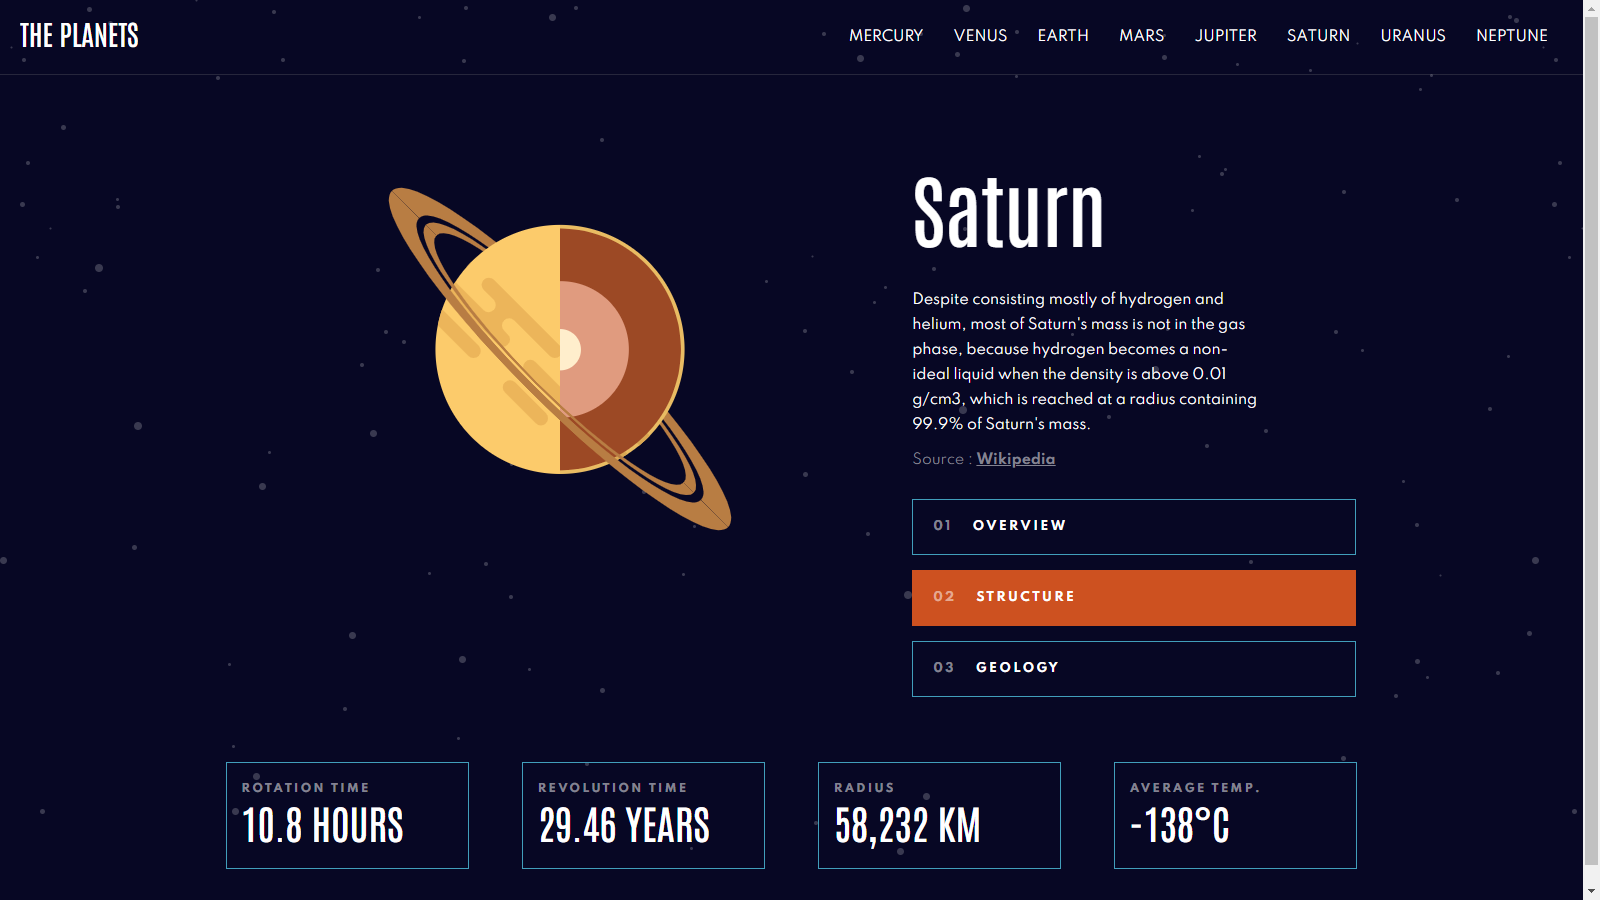 THE PLANETS
MERCURY VENUS EARTH MARS JUPITER SATURN URANUS NEPTUNE
Saturn
Despite consisting mostly of hydrogen and
helium, most of Saturn's mass is not in the gas
phase, because hydrogen becomes a non-
ideal liquid when the density is above 0.01
g/cm3, which is reached at a radius containing
99.9% of Saturn's mass.
Source : Wikipedia
01 OVERVIEW
02 STRUCTURE
03 GEOLOGY
ROTATION TIME
10.8 HOURS
REVOLUTION TIME
29.46 YEARS
RADIUS
58,232 KM
AVERAGE TEMP.
-138°C